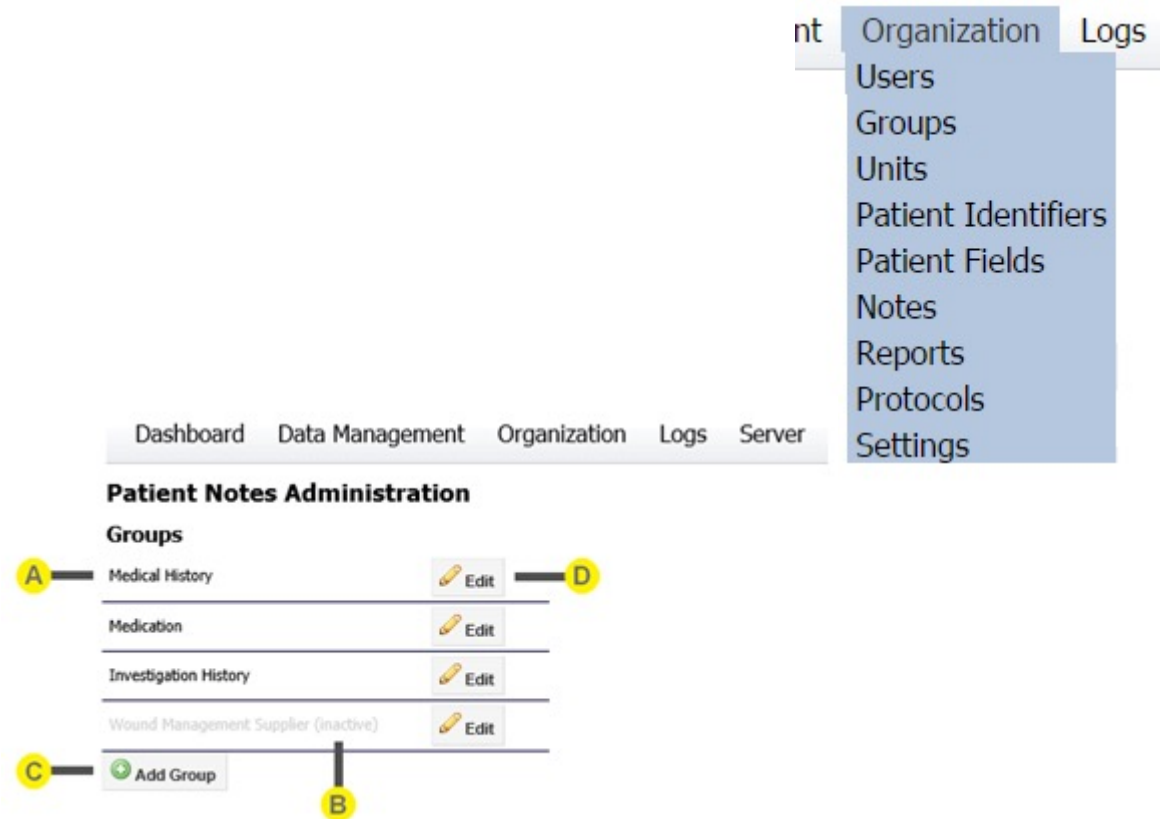 nt Organization Logs
Users
Groups
Units
Patient Identifiers
Patient Fields
Notes
Reports
Protocols
Settings
Dashboard Data Management Organization Logs Server
Patient Notes Administration
Groups
A Medical History Edit D
Medication Edit
Investigation History Edit
Wound Management Supplier (inactive) Edit
C Add Group
B